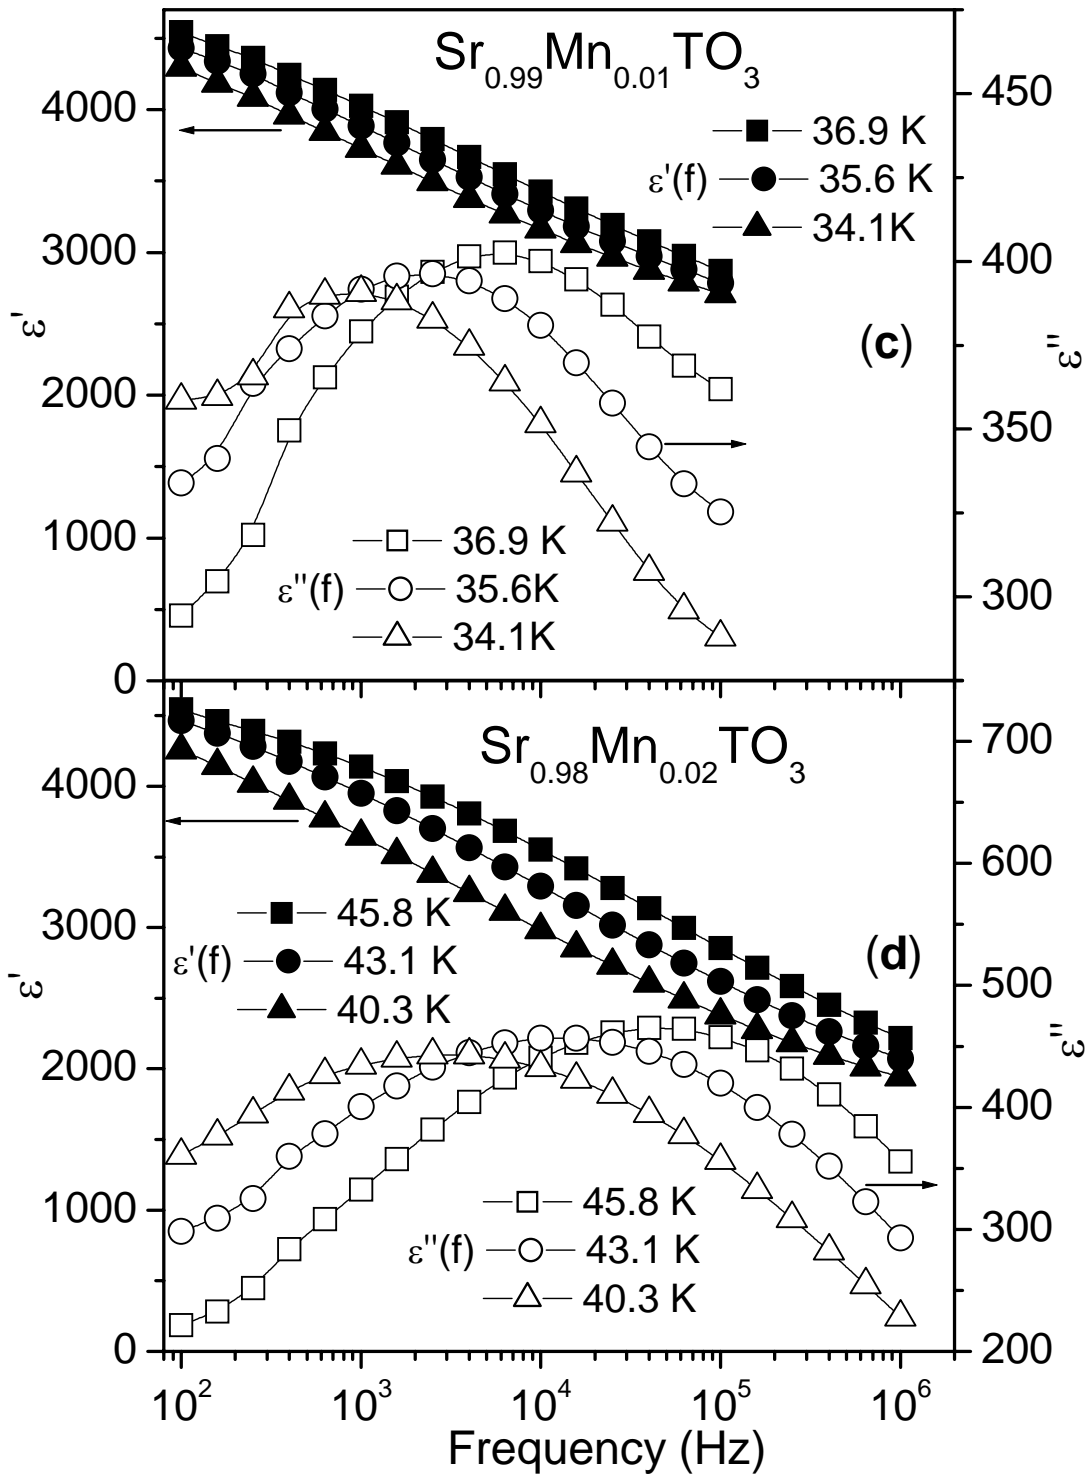 Sr0.99Mn0.01TO3
4000
3000
2000
1000
0
ε'
450
400
350
300
ε''
36.9 K
ε'(f) 35.6 K
34.1K
(c)
36.9 K
ε''(f) 35.6K
34.1K
Sr0.98Mn0.02TO3
4000
3000
2000
1000
0
ε'
700
600
500
400
300
200
ε''
45.8 K
ε'(f) 43.1 K
40.3 K
(d)
45.8 K
ε''(f) 43.1 K
40.3 K
10² 10³ 10⁴ 10⁵ 10⁶
Frequency (Hz)